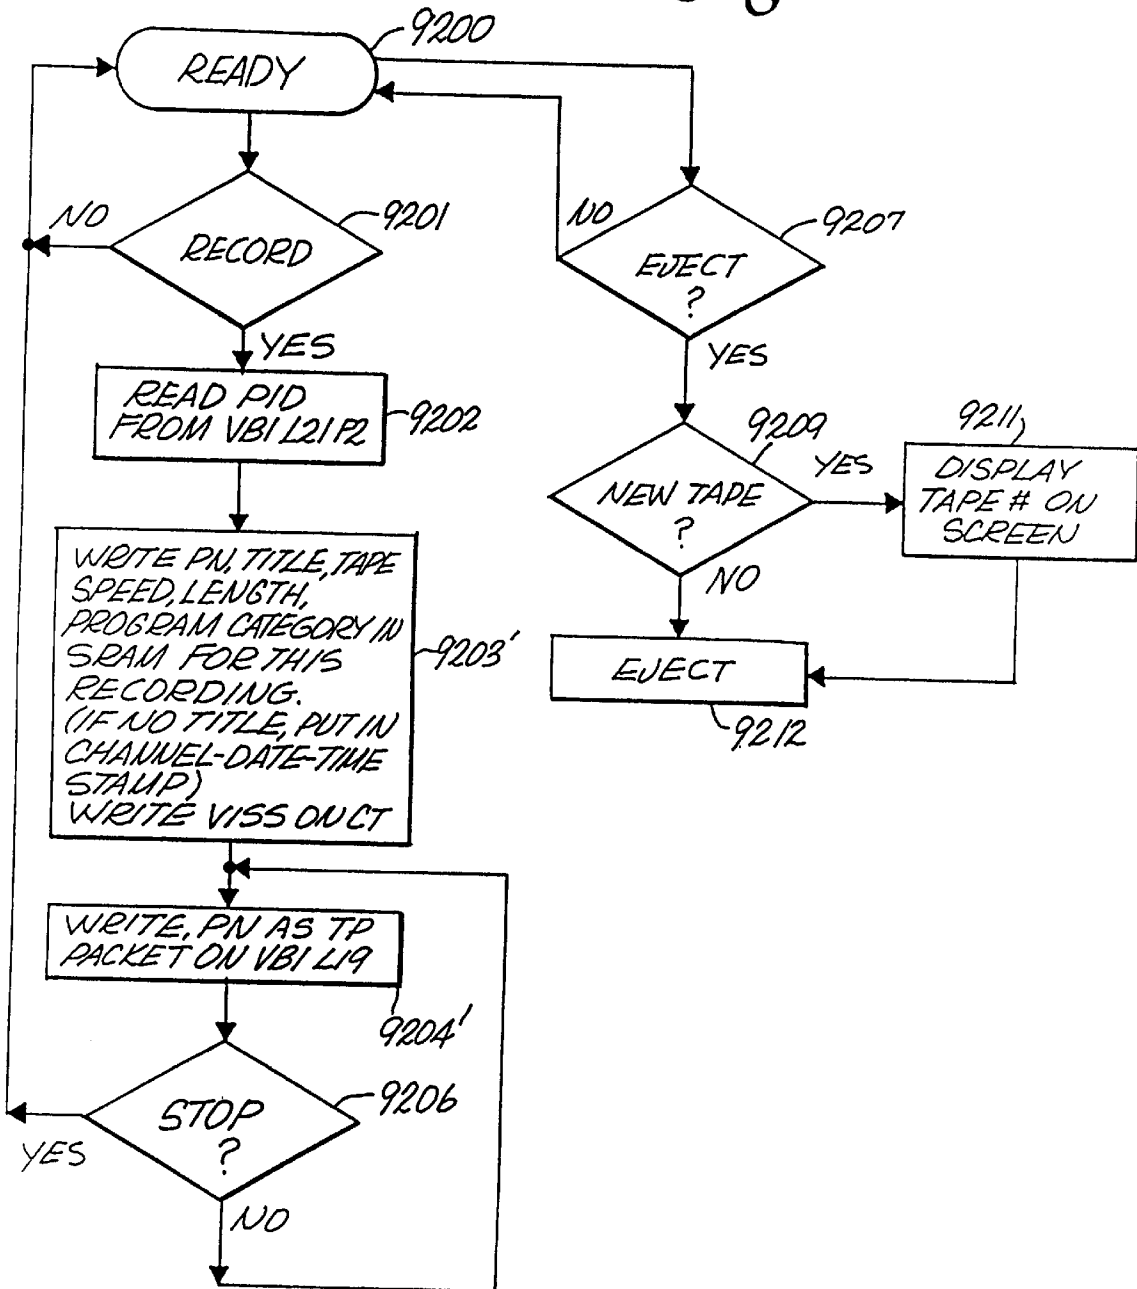 9200
READY
9201
NO
RECORD
YES
READ PID
FROM VBI L21F2
9202
WRITE PN, TITLE, TAPE
SPEED, LENGTH,
PROGRAM CATEGORY IN
SRAM FOR THIS
RECORDING.
(IF NO TITLE, PUT IN
CHANNEL-DATE-TIME
STAMP)
WRITE VISS ON CT
9203'
WRITE, PN AS TP
PACKET ON VBI L19
9204'
STOP
?
9206
YES
NO
NO
9207
EJECT
?
YES
9209
NEW TAPE
?
YES
NO
9211
DISPLAY
TAPE # ON
SCREEN
EJECT
9212